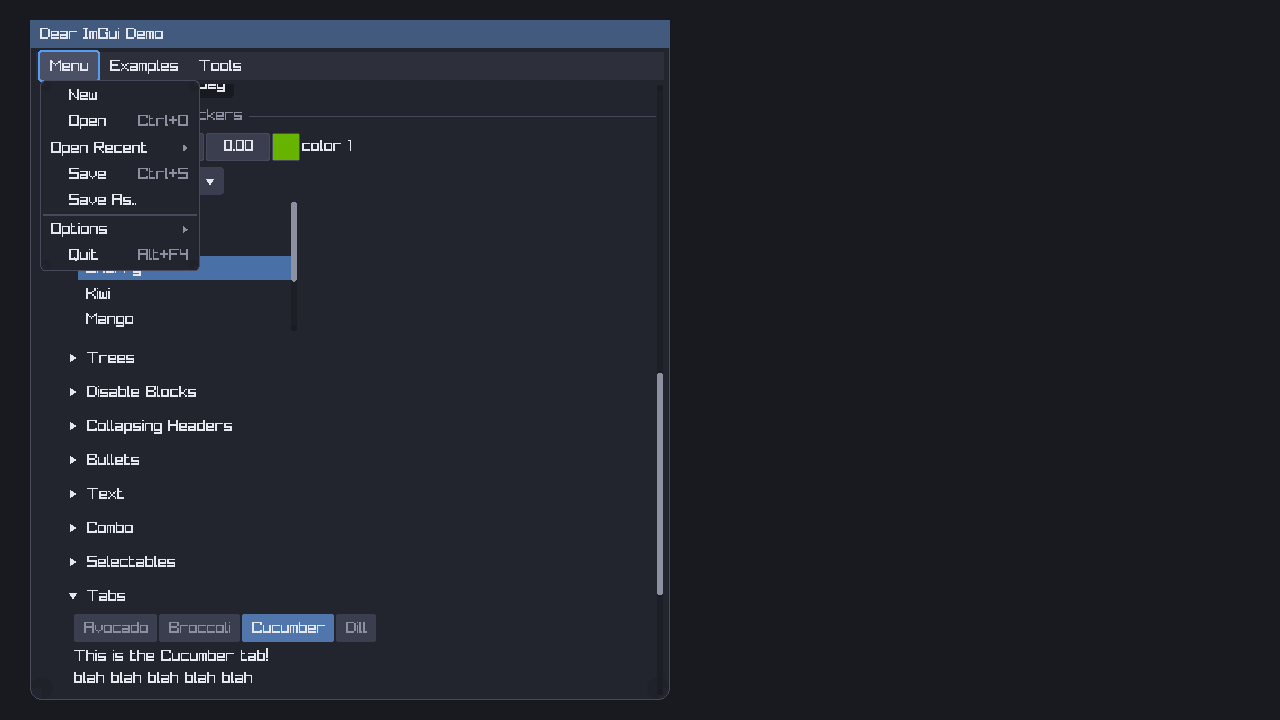 Dear ImGui Demo
Menu Examples Tools
New
Open Ctrl+O
ckers
0.00 color 1
Open Recent
Save Ctrl+S
Save As..
Options
Quit Alt+F4
Kiwi
Mango
Trees
Disable Blocks
Collapsing Headers
Bullets
Text
Combo
Selectables
Tabs
Avocado Broccoli Cucumber Dill
This is the Cucumber tab!
blah blah blah blah blah